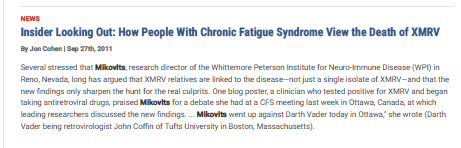 NEWS
Insider Looking Out: How People With Chronic Fatigue Syndrome View the Death of XMRV
By Jon Cohen | Sep 27th, 2011
Several stressed that Mikovits, research director of the Whittemore Peterson Institute for Neuro-Immune Disease (WPI) in
Reno, Nevada, long has argued that XMRV relatives are linked to the disease—not just a single isolate of XMRV—and that the
new findings only sharpen the hunt for the real culprits. One blog poster, a clinician who tested positive for XMRV and began
taking antiretroviral drugs, praised Mikovits for a debate she had at a CFS meeting last week in Ottawa, Canada, at which
leading researchers discussed the new findings. ... Mikovits went up against Darth Vader today in Ottawa," she wrote (Darth
Vader being retrovirologist John Coffin of Tufts University in Boston, Massachusetts).